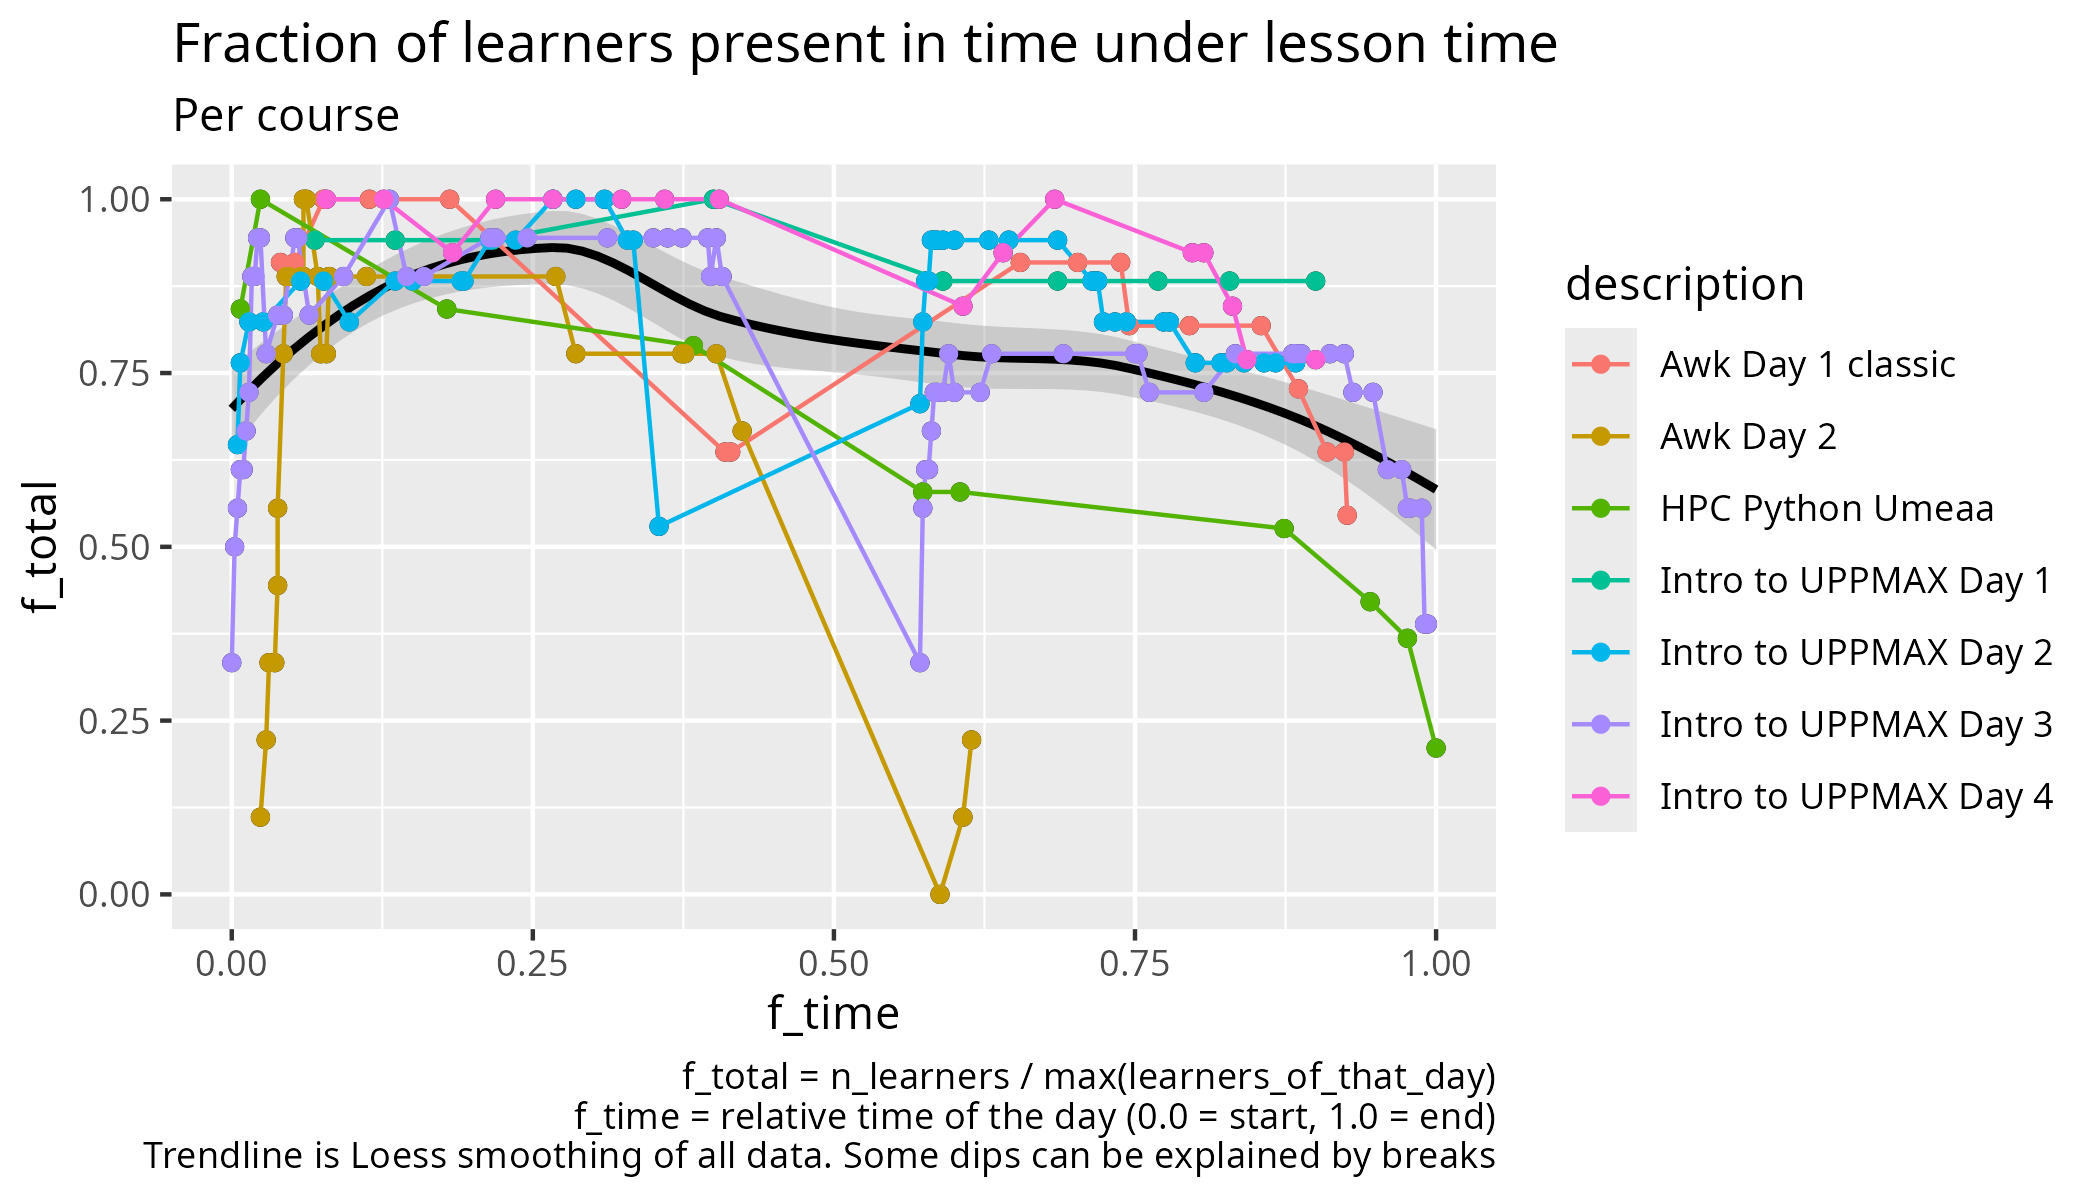 Fraction of learners present in time under lesson time
Per course
f_total
1.00
0.75
0.50
0.25
0.00
0.00 0.25 0.50 0.75 1.00
f_time
description
Awk Day 1 classic
Awk Day 2
HPC Python Umeaa
Intro to UPPMAX Day 1
Intro to UPPMAX Day 2
Intro to UPPMAX Day 3
Intro to UPPMAX Day 4
f_total = n_learners / max(learners_of_that_day)
f_time = relative time of the day (0.0 = start, 1.0 = end)
Trendline is Loess smoothing of all data. Some dips can be explained by breaks